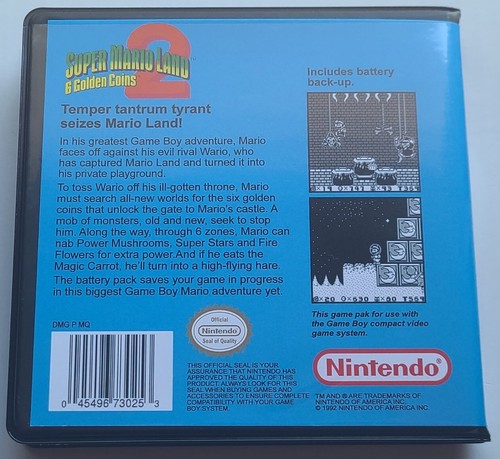 SUPER MARIO LAND 2
6 Golden Coins
Temper tantrum tyrant
seizes Mario Land!
In his greatest Game Boy adventure, Mario
faces off against his evil rival Wario, who
has captured Mario Land and turned it into
his private playground.
To toss Wario off his ill-gotten throne, Mario
must search all-new worlds for the six golden
coins that unlock the gate to Mario's castle. A
mob of monsters, old and new, seek to stop
him. Along the way, through 6 zones, Mario can
nab Power Mushrooms, Super Stars and Fire
Flowers for extra power.And if he eats the
Magic Carrot, he'll turn into a high-flying hare.
The battery pack saves your game in progress
in this biggest Game Boy Mario adventure yet.
Includes battery
back-up.
This game pak for use with
the Game Boy compact video
game system.
DMG P MQ
0 45496 73025 3
Official
Nintendo
Seal of Quality
THIS OFFICIAL SEAL IS YOUR
ASSURANCE THAT NINTENDO HAS
APPROVED THE QUALITY OF THIS
PRODUCT. ALWAYS LOOK FOR THIS
SEAL WHEN BUYING GAMES AND
ACCESSORIES TO ENSURE COMPLETE
COMPATIBILITY WITH YOUR GAME
BOY SYSTEM.
Nintendo®
TM AND ® ARE TRADEMARKS OF
NINTENDO OF AMERICA INC.
© 1992 NINTENDO OF AMERICA INC.